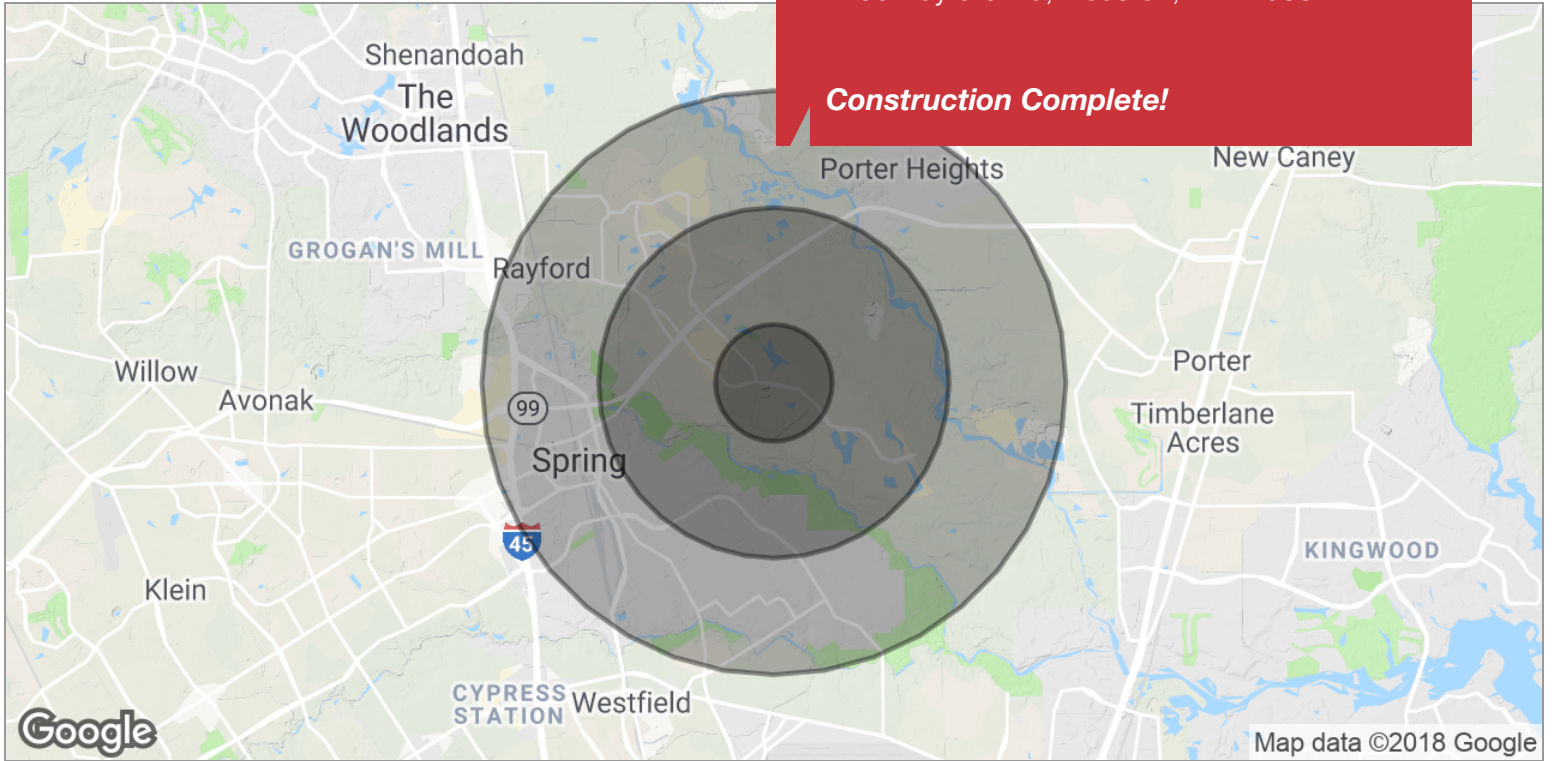 Construction Complete!
Shenandoah
The
Woodlands
Porter Heights
New Caney
GROGAN'S MILL
Rayford
Willow
Avonak
99
Spring
Porter
Timberlane
Acres
45
KINGWOOD
Klein
CYPRESS
STATION
Westfield
Google
Map data ©2018 Google